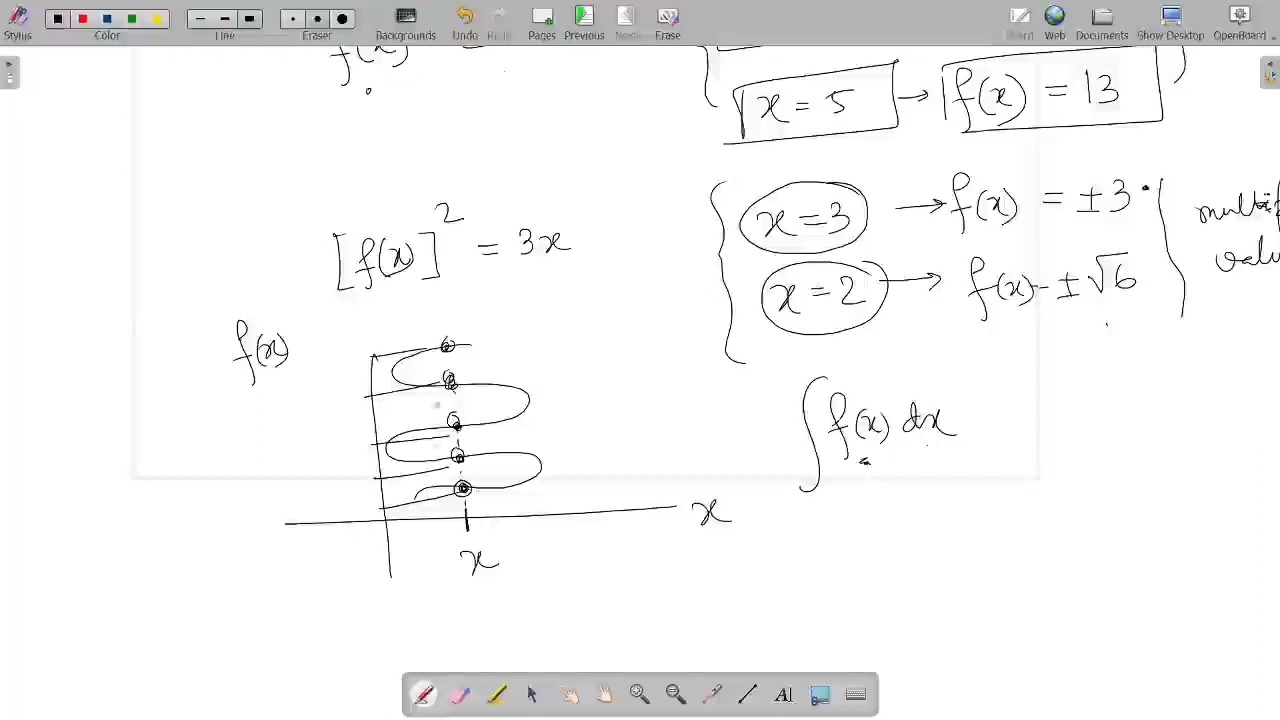 Stylus Color Line Eraser Backgrounds Undo Redo Pages Previous Next Erase Board Web Documents Show Desktop OpenBoard
f(x)
x = 5 → f(x) = 13
[f(x)]² = 3x
x = 3 → f(x) = ±3
x = 2 → f(x) = ±√6
f(x)
∫ f(x) dx
x
x